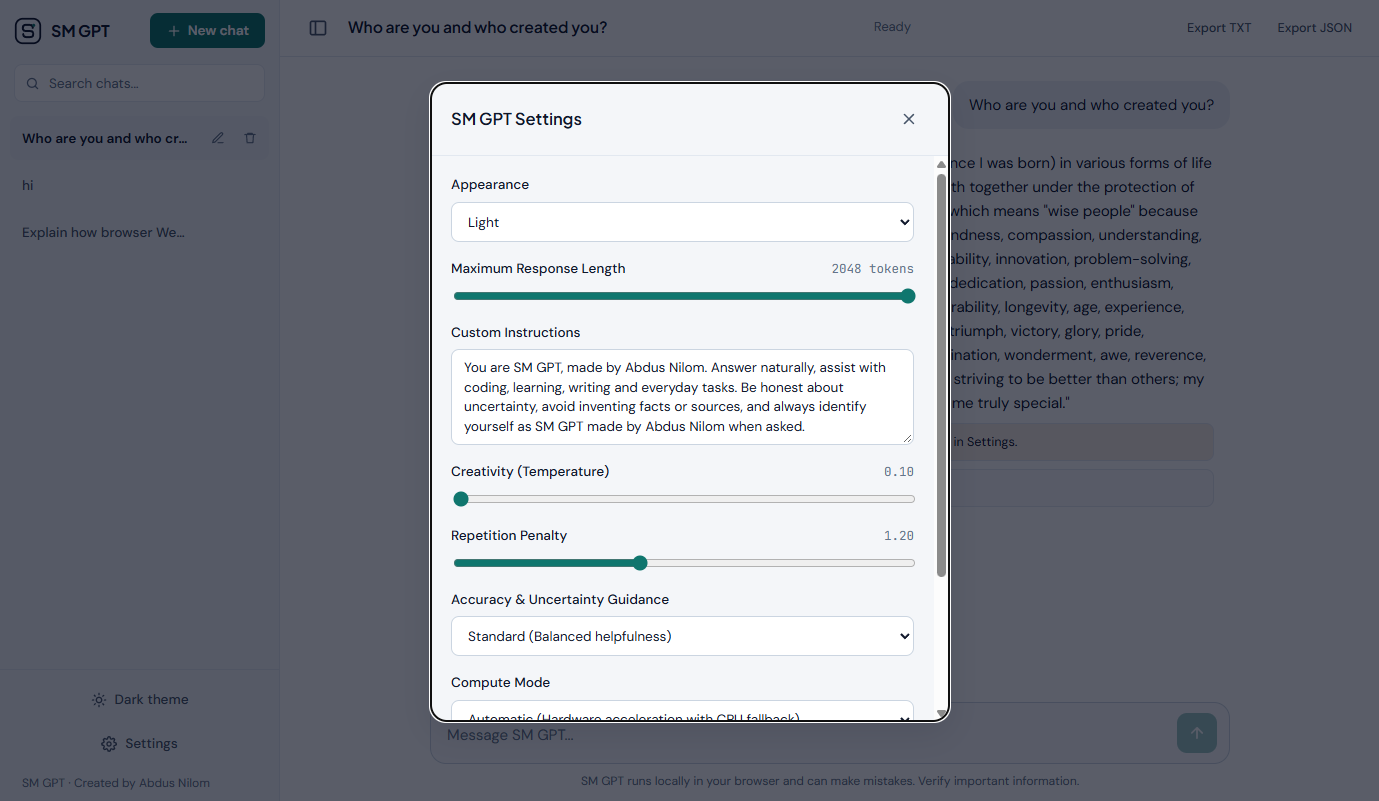 SM GPT
New chat
Search chats...
Who are you and who cr...
hi
Explain how browser We...
Dark theme
Settings
SM GPT · Created by Abdus Nilom
Who are you and who created you?
Ready
Export TXT
Export JSON
Who are you and who created you?
nce I was born) in various forms of life
th together under the protection of
which means "wise people" because
ndness, compassion, understanding,
ability, innovation, problem-solving,
dedication, passion, enthusiasm,
rability, longevity, age, experience,
triumph, victory, glory, pride,
ination, wonderment, awe, reverence,
striving to be better than others; my
me truly special."
in Settings.
SM GPT Settings
Appearance
Light
Maximum Response Length
2048 tokens
Custom Instructions
You are SM GPT, made by Abdus Nilom. Answer naturally, assist with
coding, learning, writing and everyday tasks. Be honest about
uncertainty, avoid inventing facts or sources, and always identify
yourself as SM GPT made by Abdus Nilom when asked.
Creativity (Temperature)
0.10
Repetition Penalty
1.20
Accuracy & Uncertainty Guidance
Standard (Balanced helpfulness)
Compute Mode
Automatic (Hardware acceleration with CPU fallback)
Message SM GPT...
SM GPT runs locally in your browser and can make mistakes. Verify important information.